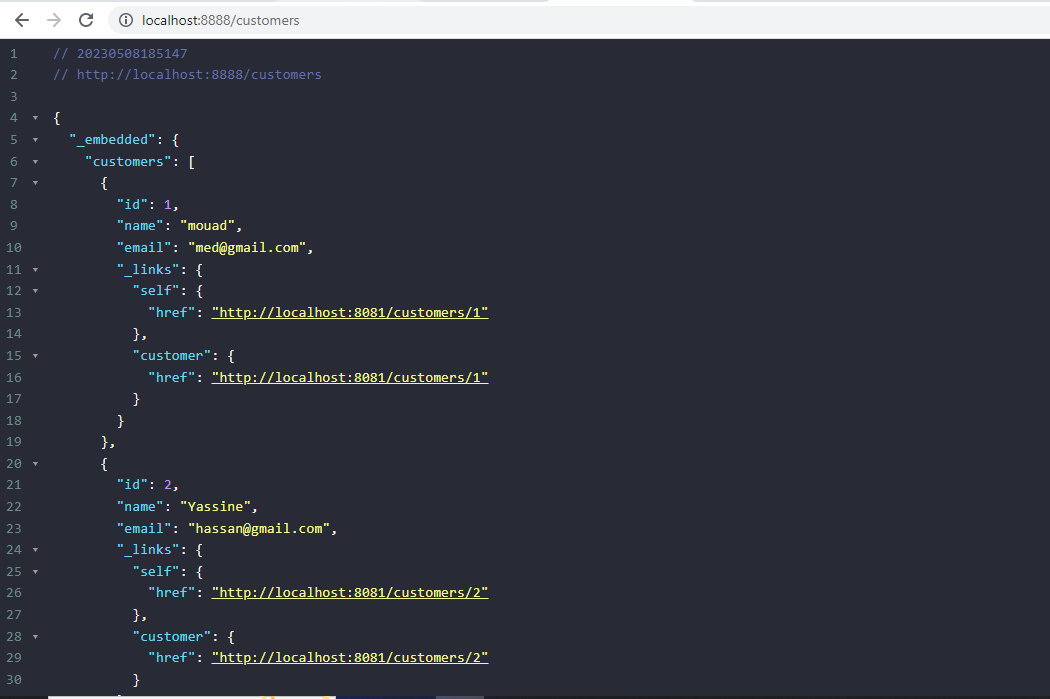 localhost:8888/customers
1 // 20230508185147
2 // http://localhost:8888/customers
3
4 {
5 "_embedded": {
6 "customers": [
7 {
8 "id": 1,
9 "name": "mouad",
10 "email": "med@gmail.com",
11 "_links": {
12 "self": {
13 "href": "http://localhost:8081/customers/1"
14 },
15 "customer": {
16 "href": "http://localhost:8081/customers/1"
17 }
18 }
19 },
20 {
21 "id": 2,
22 "name": "Yassine",
23 "email": "hassan@gmail.com",
24 "_links": {
25 "self": {
26 "href": "http://localhost:8081/customers/2"
27 },
28 "customer": {
29 "href": "http://localhost:8081/customers/2"
30 }